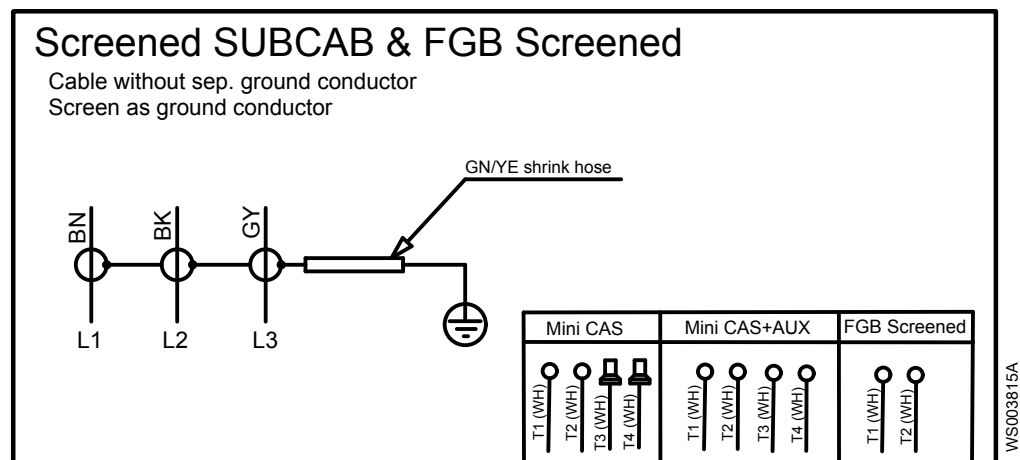 Screened SUBCAB & FGB Screened
Cable without sep. ground conductor
Screen as ground conductor
GN/YE shrink hose
BN
BK
GY
L1
L2
L3
Mini CAS
Mini CAS+AUX
FGB Screened
T1 (WH)
T2 (WH)
T3 (WH)
T4 (WH)
T1 (WH)
T2 (WH)
T3 (WH)
T4 (WH)
T1 (WH)
T2 (WH)
WS003815A